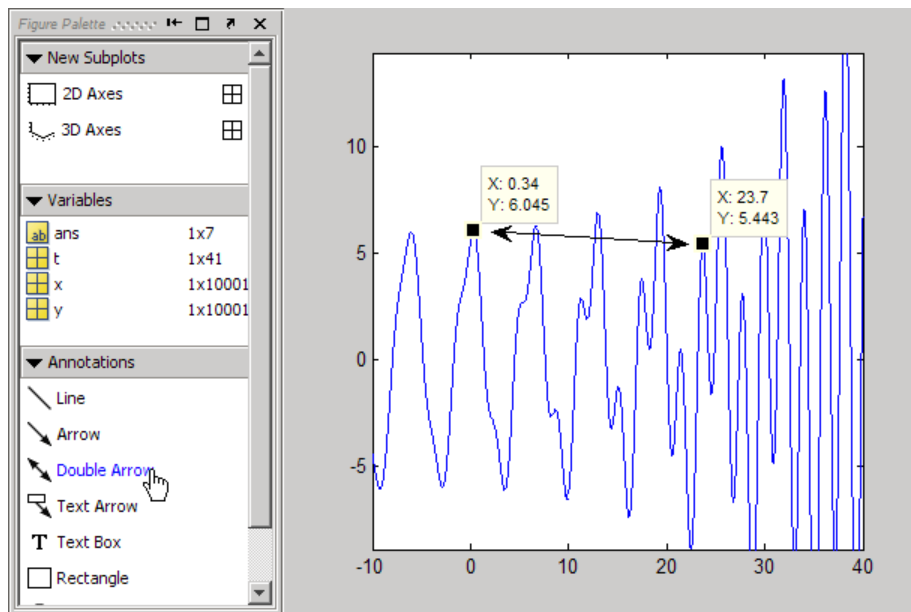 Figure Palette
New Subplots
2D Axes
3D Axes
Variables
ab ans 1x7
t 1x41
x 1x10001
y 1x10001
Annotations
Line
Arrow
Double Arrow
Text Arrow
T Text Box
Rectangle
10
5
0
-5
-10 0 10 20 30 40
X: 0.34
Y: 6.045
X: 23.7
Y: 5.443